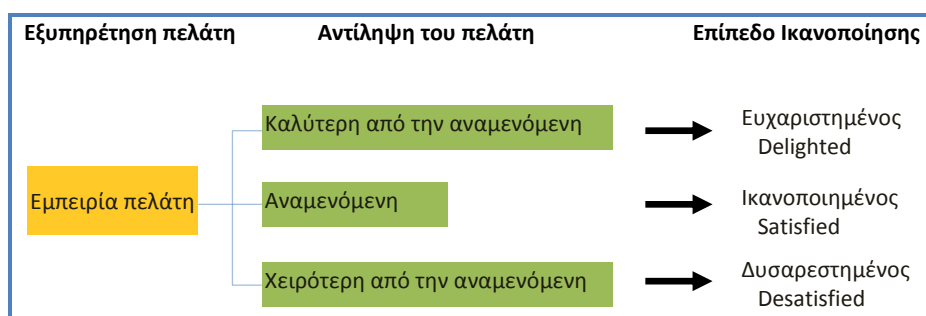 Εξυπηρέτηση πελάτη Αντίληψη του πελάτη Επίπεδο Ικανοποίησης
Καλύτερη από την αναμενόμενη Ευχαριστημένος
Delighted
Εμπειρία πελάτη Αναμενόμενη Ικανοποιημένος
Satisfied
Χειρότερη από την αναμενόμενη Δυσαρεστημένος
Desatisfied